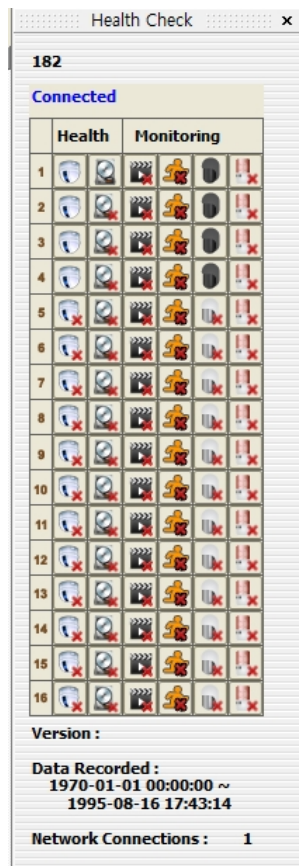 Health Check
182
Connected
Health Monitoring
1
2
3
4
5
6
7
8
9
10
11
12
13
14
15
16
Version :
Data Recorded :
1970-01-01 00:00:00 ~
1995-08-16 17:43:14
Network Connections : 1